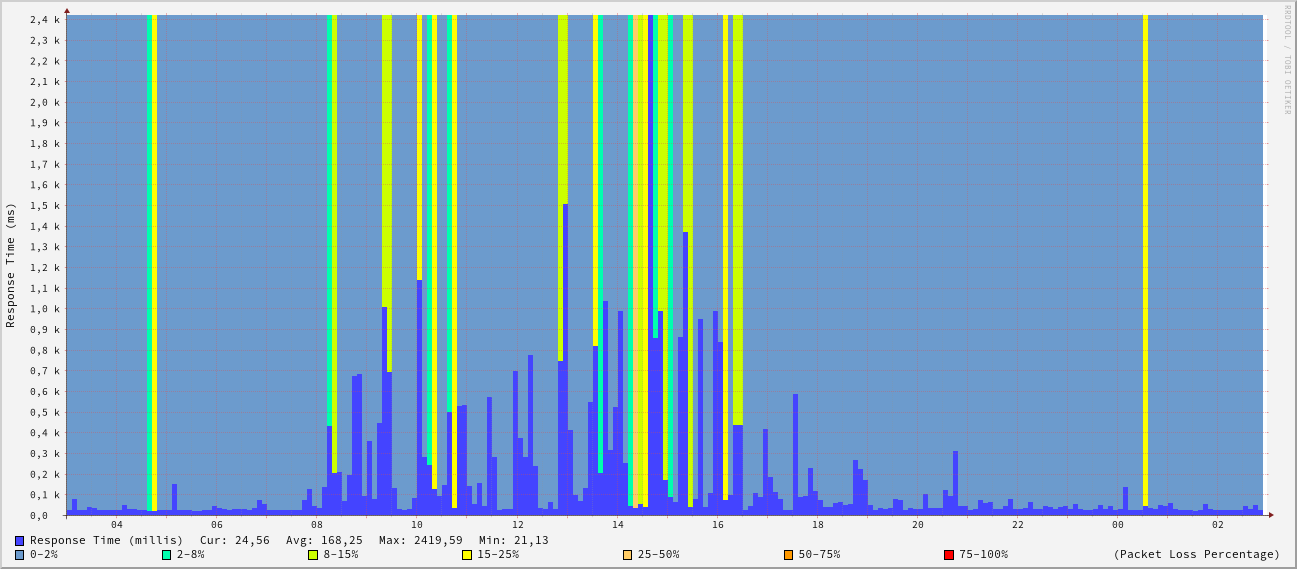 RRDTOOL / TOBI OETIKER
Response Time (ms)
2,4 k
2,3 k
2,2 k
2,1 k
2,0 k
1,9 k
1,8 k
1,7 k
1,6 k
1,5 k
1,4 k
1,3 k
1,2 k
1,1 k
1,0 k
0,9 k
0,8 k
0,7 k
0,6 k
0,5 k
0,4 k
0,3 k
0,2 k
0,1 k
0,0
04 06 08 10 12 14 16 18 20 22 00 02
Response Time (millis) Cur: 24,56 Avg: 168,25 Max: 2419,59 Min: 21,13
0-2% 2-8% 8-15% 15-25% 25-50% 50-75% 75-100% (Packet Loss Percentage)